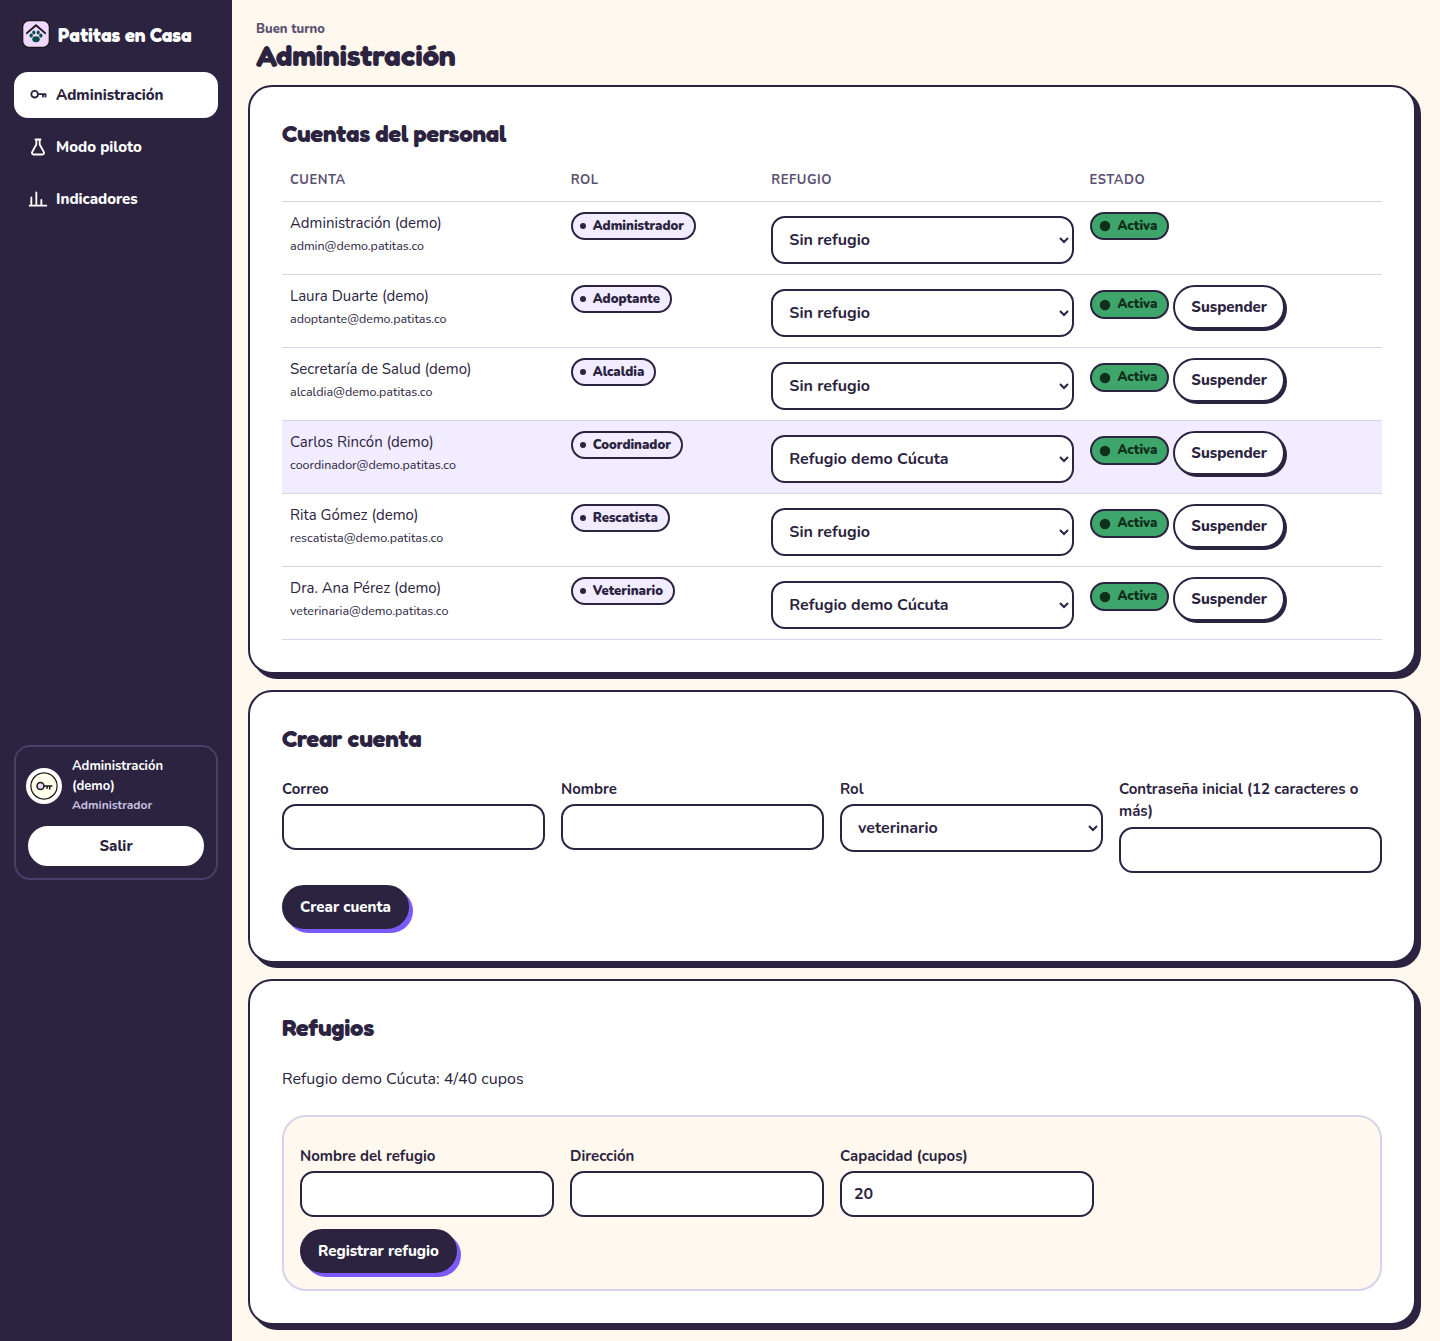 Patitas en Casa
Administración
Modo piloto
Indicadores
Administración
(demo)
Administrador
Salir
Buen turno
Administración
Cuentas del personal
CUENTA ROL REFUGIO ESTADO
Administración (demo) Administrador Sin refugio Activa
admin@demo.patitas.co
Laura Duarte (demo) Adoptante Sin refugio Activa Suspender
adoptante@demo.patitas.co
Secretaría de Salud (demo) Alcaldia Sin refugio Activa Suspender
alcaldia@demo.patitas.co
Carlos Rincón (demo) Coordinador Refugio demo Cúcuta Activa Suspender
coordinador@demo.patitas.co
Rita Gómez (demo) Rescatista Sin refugio Activa Suspender
rescatista@demo.patitas.co
Dra. Ana Pérez (demo) Veterinario Refugio demo Cúcuta Activa Suspender
veterinaria@demo.patitas.co
Crear cuenta
Correo Nombre Rol Contraseña inicial (12 caracteres o
más)
veterinario
Crear cuenta
Refugios
Refugio demo Cúcuta: 4/40 cupos
Nombre del refugio Dirección Capacidad (cupos)
20
Registrar refugio